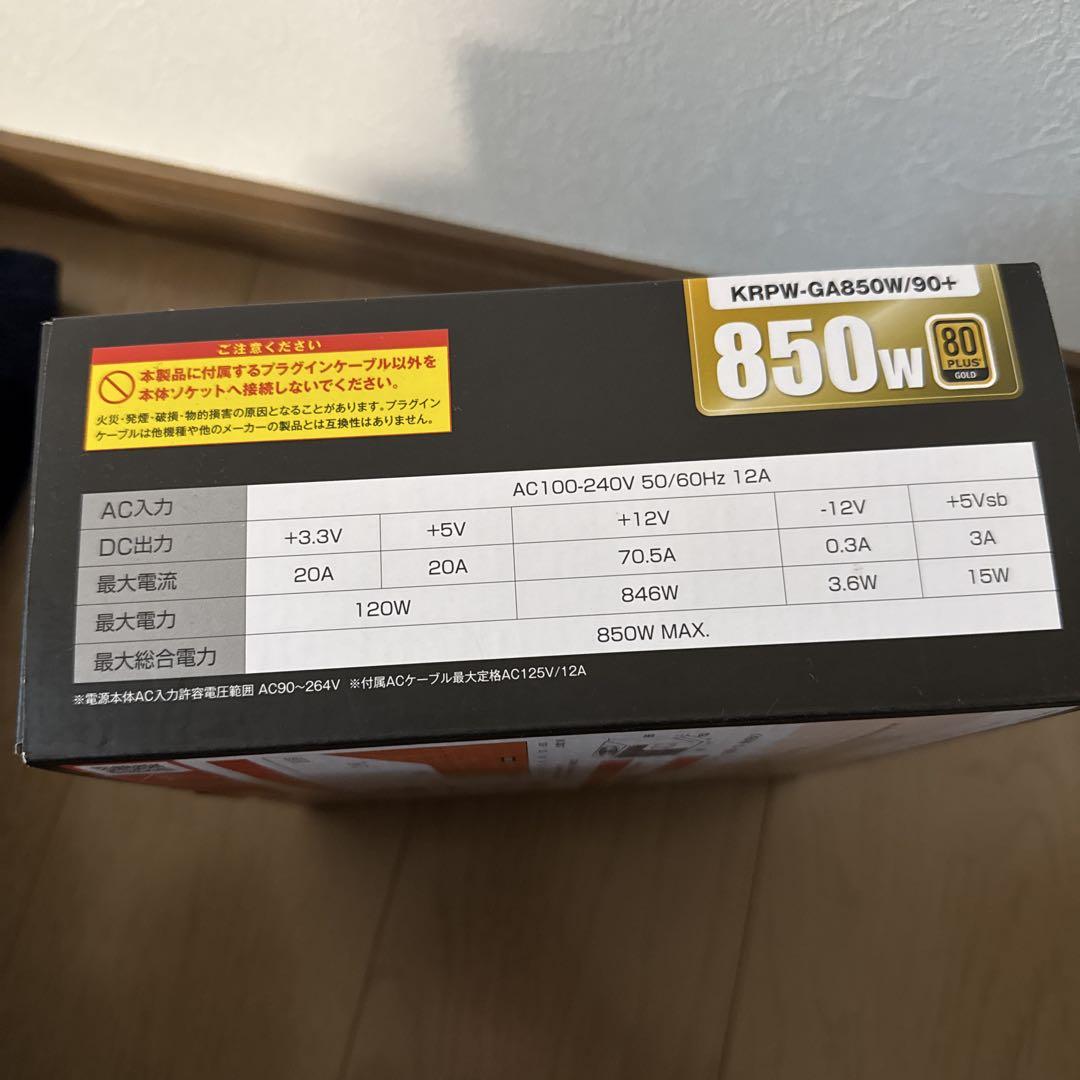 KRPW-GA850W/90+
850W
80
PLUS
GOLD
ご注意ください
本製品に付属するプラグインケーブル以外を
本体ソケットへ接続しないでください。
火災・発煙・破損・物的損害の原因となることがあります。プラグイン
ケーブルは他機種や他のメーカーの製品とは互換性はありません。
AC入力 AC100-240V 50/60Hz 12A
DC出力 +3.3V +5V +12V -12V +5Vsb
最大電流 20A 20A 70.5A 0.3A 3A
最大電力 120W 846W 3.6W 15W
最大総合電力 850W MAX.
※電源本体AC入力許容電圧範囲 AC90~264V ※付属ACケーブル最大定格AC125V/12A